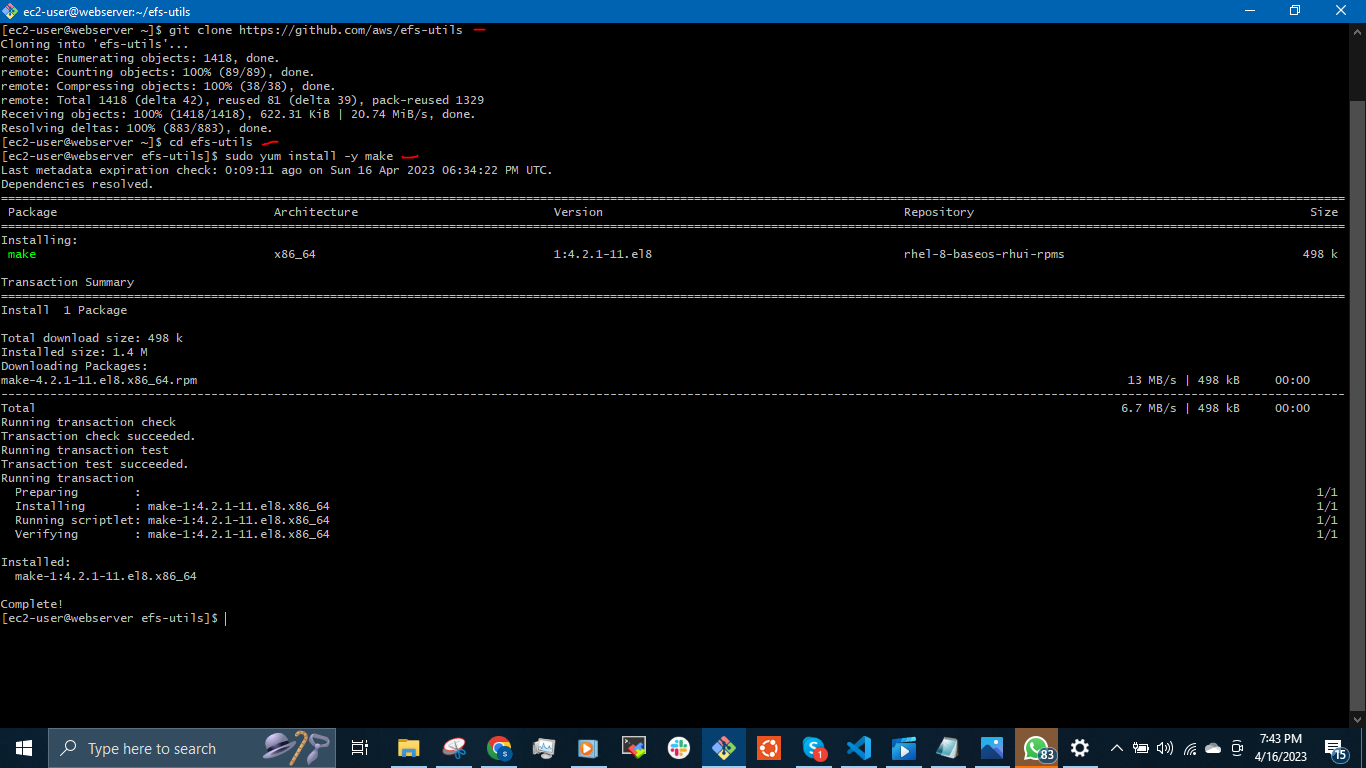 ec2-user@webserver:~/efs-utils
[ec2-user@webserver ~]$ git clone https://github.com/aws/efs-utils
Cloning into 'efs-utils'...
remote: Enumerating objects: 1418, done.
remote: Counting objects: 100% (89/89), done.
remote: Compressing objects: 100% (38/38), done.
remote: Total 1418 (delta 42), reused 81 (delta 39), pack-reused 1329
Receiving objects: 100% (1418/1418), 622.31 KiB | 20.74 MiB/s, done.
Resolving deltas: 100% (883/883), done.
[ec2-user@webserver ~]$ cd efs-utils
[ec2-user@webserver efs-utils]$ sudo yum install -y make
Last metadata expiration check: 0:09:11 ago on Sun 16 Apr 2023 06:34:22 PM UTC.
Dependencies resolved.
Package Architecture Version Repository Size
Installing:
make x86_64 1:4.2.1-11.el8 rhel-8-baseos-rhui-rpms 498 k
Transaction Summary
Install 1 Package
Total download size: 498 k
Installed size: 1.4 M
Downloading Packages:
make-4.2.1-11.el8.x86_64.rpm 13 MB/s | 498 kB 00:00
Total 6.7 MB/s | 498 kB 00:00
Running transaction check
Transaction check succeeded.
Running transaction test
Transaction test succeeded.
Running transaction
Preparing : 1/1
Installing : make-1:4.2.1-11.el8.x86_64 1/1
Running scriptlet: make-1:4.2.1-11.el8.x86_64 1/1
Verifying : make-1:4.2.1-11.el8.x86_64 1/1
Installed:
make-1:4.2.1-11.el8.x86_64
Complete!
[ec2-user@webserver efs-utils]$
Type here to search
S
1
83
7:43 PM
4/16/2023
15